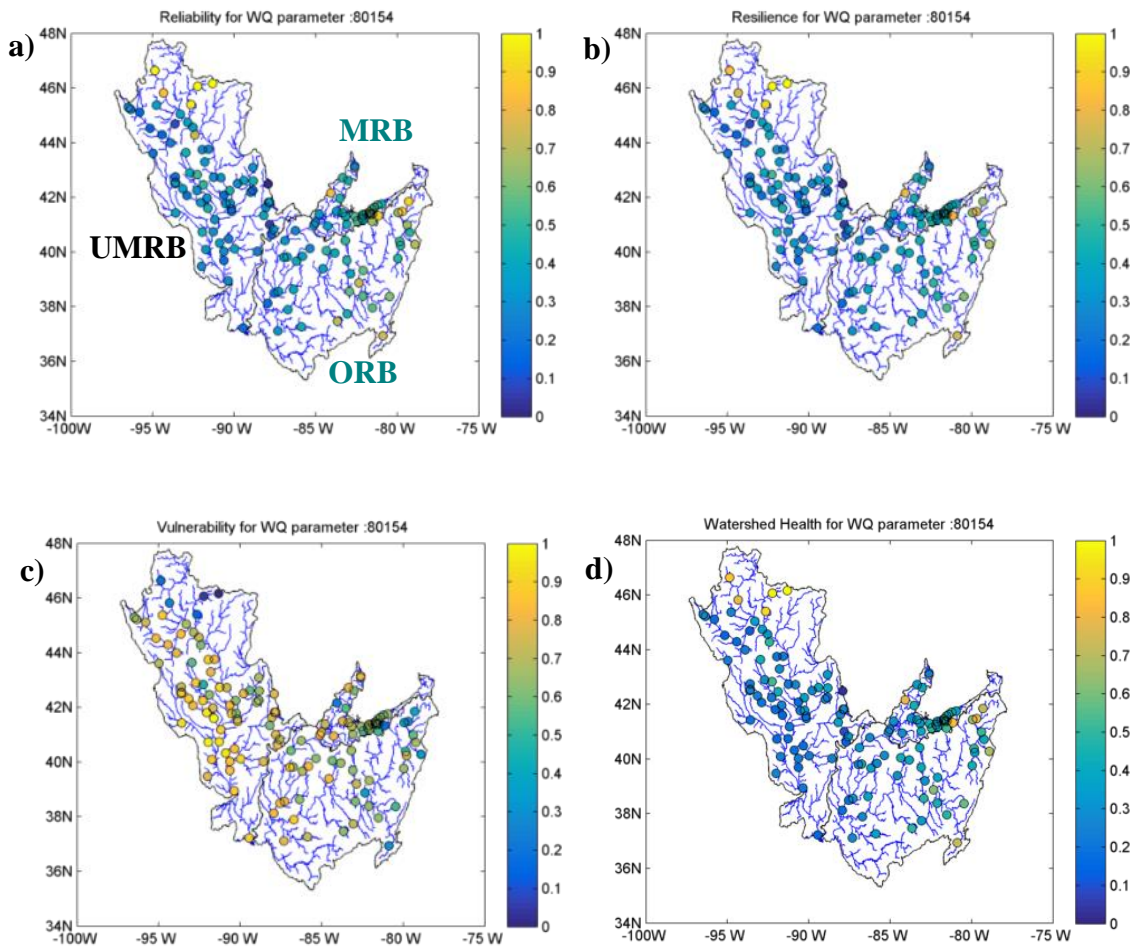 a)
Reliability for WQ parameter :80154
48N
46N
44N
42N
40N
38N
36N
34N
-100 W
-95 W
-90 W
-85 W
-80 W
-75 W
1
0.9
0.8
0.7
0.6
0.5
0.4
0.3
0.2
0.1
0
MRB
UMRB
ORB
b)
Resilience for WQ parameter :80154
48N
46N
44N
42N
40N
38N
36N
34N
-100 W
-95 W
-90 W
-85 W
-80 W
-75 W
1
0.9
0.8
0.7
0.6
0.5
0.4
0.3
0.2
0.1
0
c)
Vulnerability for WQ parameter :80154
48N
46N
44N
42N
40N
38N
36N
34N
-100 W
-95 W
-90 W
-85 W
-80 W
-75 W
1
0.9
0.8
0.7
0.6
0.5
0.4
0.3
0.2
0.1
0
d)
Watershed Health for WQ parameter :80154
48N
46N
44N
42N
40N
38N
36N
34N
-100 W
-95 W
-90 W
-85 W
-80 W
-75 W
1
0.9
0.8
0.7
0.6
0.5
0.4
0.3
0.2
0.1
0